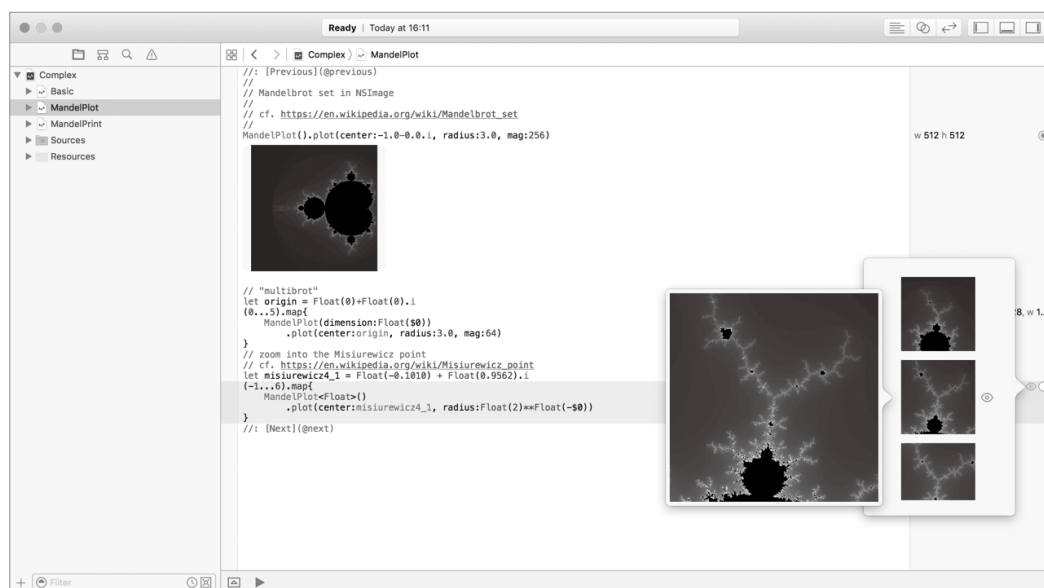 Ready | Today at 16:11
Complex
Basic
MandelPlot
MandelPrint
Sources
Resources
Complex 〉 MandelPlot
//: [Previous](@previous)
//
// Mandelbrot set in NSImage
//
// cf. https://en.wikipedia.org/wiki/Mandelbrot_set
//
MandelPlot().plot(center:-1.0-0.0.i, radius:3.0, mag:256)
w 512 h 512
// "multibrot"
let origin = Float(0)+Float(0).i
(0...5).map{
    MandelPlot(dimension:Float($0))
        .plot(center:origin, radius:3.0, mag:64)
}
// zoom into the Misiurewicz point
// cf. https://en.wikipedia.org/wiki/Misiurewicz_point
let misiurewicz4_1 = Float(-0.1010) + Float(0.9562).i
(-1...6).map{
    MandelPlot<Float>()
        .plot(center:misiurewicz4_1, radius:Float(2)**Float(-$0))
}
//: [Next](@next)
Filter